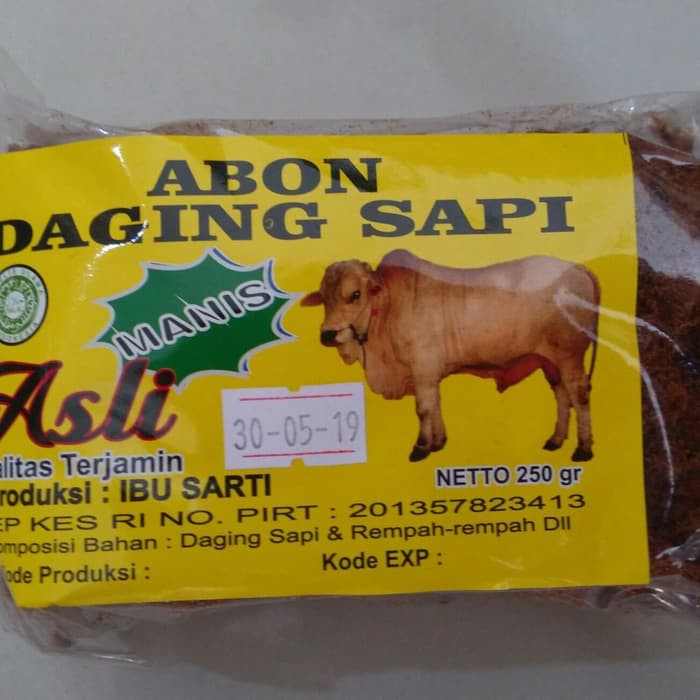 ABON
DAGING SAPI
MANIS
Asli
alitas Terjamin
roduksi : IBU SARTI
30-05-19
NETTO 250 gr
EP KES RI NO. PIRT : 201357823413
omposisi Bahan : Daging Sapi & Rempah-rempah Dll
ode Produksi :
Kode EXP :